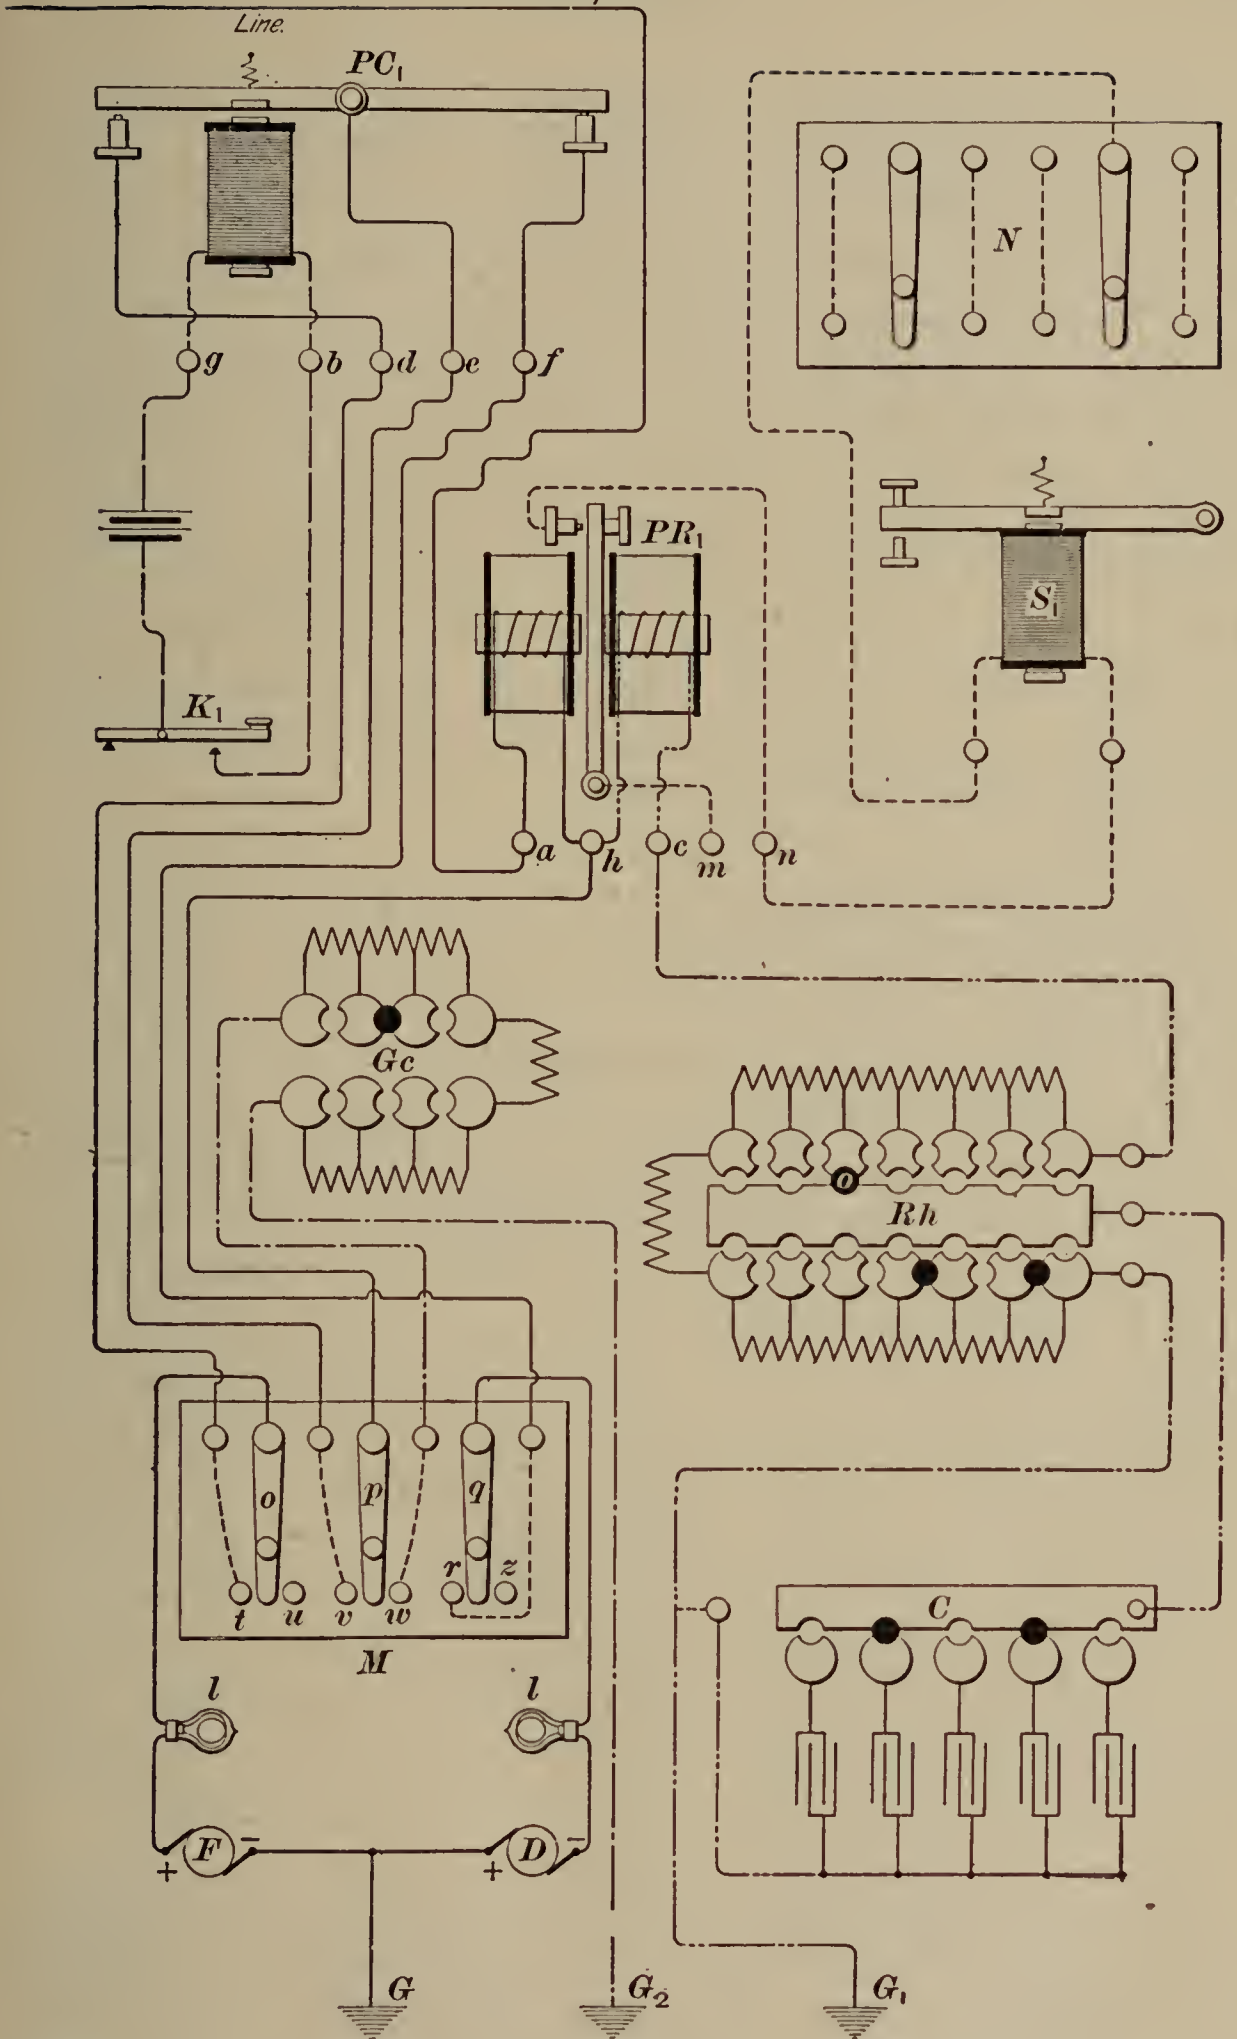 Line.
PC₁
N
g b d e f
PR₁
S₁
K₁
a h c m n
Gc
o
Rh
o p q
r z
t u v w
C
M
l l
F − D −
+ +
G G₂ G₁